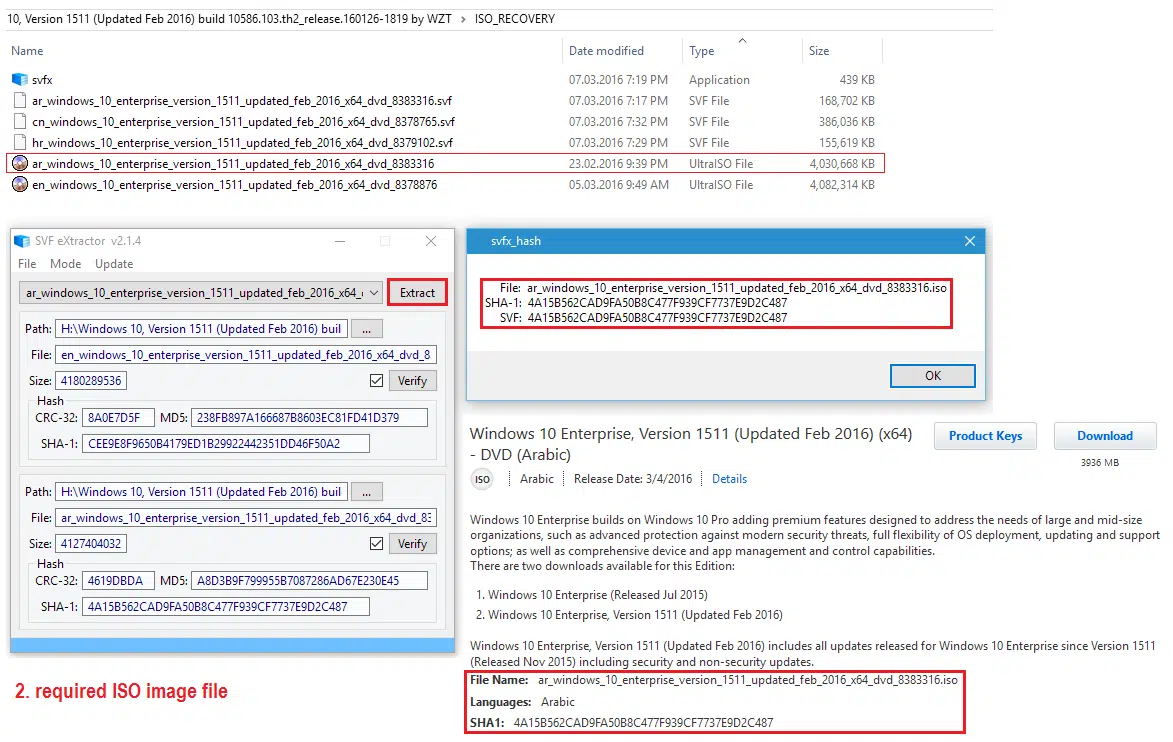 10, Version 1511 (Updated Feb 2016) build 10586.103.th2_release.160126-1819 by WZT › ISO_RECOVERY
Name Date modified Type Size
svfx 07.03.2016 7:19 PM Application 439 KB
ar_windows_10_enterprise_version_1511_updated_feb_2016_x64_dvd_8383316.svf 07.03.2016 7:17 PM SVF File 168,702 KB
cn_windows_10_enterprise_version_1511_updated_feb_2016_x64_dvd_8378765.svf 07.03.2016 7:32 PM SVF File 386,036 KB
hr_windows_10_enterprise_version_1511_updated_feb_2016_x64_dvd_8379102.svf 07.03.2016 7:29 PM SVF File 155,619 KB
ar_windows_10_enterprise_version_1511_updated_feb_2016_x64_dvd_8383316 23.02.2016 9:39 PM UltraISO File 4,030,668 KB
en_windows_10_enterprise_version_1511_updated_feb_2016_x64_dvd_8378876 05.03.2016 9:49 AM UltraISO File 4,082,314 KB
SVF eXtractor v2.1.4
File Mode Update
ar_windows_10_enterprise_version_1511_updated_feb_2016_x64_ Extract
Path: H:\Windows 10, Version 1511 (Updated Feb 2016) buil ...
File: en_windows_10_enterprise_version_1511_updated_feb_2016_x64_dvd_8
Size: 4180289536 Verify
Hash
CRC-32: 8A0E7D5F MD5: 238FB897A166687B8603EC81FD41D379
SHA-1: CEE9E8F9650B4179ED1B29922442351DD46F50A2
Path: H:\Windows 10, Version 1511 (Updated Feb 2016) buil ...
File: ar_windows_10_enterprise_version_1511_updated_feb_2016_x64_dvd_83
Size: 4127404032 Verify
Hash
CRC-32: 4619DBDA MD5: A8D3B9F799955B7087286AD67E230E45
SHA-1: 4A15B562CAD9FA50B8C477F939CF7737E9D2C487
2. required ISO image file
svfx_hash
File: ar_windows_10_enterprise_version_1511_updated_feb_2016_x64_dvd_8383316.iso
SHA-1: 4A15B562CAD9FA50B8C477F939CF7737E9D2C487
SVF: 4A15B562CAD9FA50B8C477F939CF7737E9D2C487
OK
Windows 10 Enterprise, Version 1511 (Updated Feb 2016) (x64)
- DVD (Arabic)
Product Keys Download
3936 MB
ISO Arabic Release Date: 3/4/2016 Details
Windows 10 Enterprise builds on Windows 10 Pro adding premium features designed to address the needs of large and mid-size
organizations, such as advanced protection against modern security threats, full flexibility of OS deployment, updating and support
options; as well as comprehensive device and app management and control capabilities.
There are two downloads available for this Edition:
1. Windows 10 Enterprise (Released Jul 2015)
2. Windows 10 Enterprise, Version 1511 (Updated Feb 2016)
Windows 10 Enterprise, Version 1511 (Updated Feb 2016) includes all updates released for Windows 10 Enterprise since Version 1511
(Released Nov 2015) including security and non-security updates.
File Name: ar_windows_10_enterprise_version_1511_updated_feb_2016_x64_dvd_8383316.iso
Languages: Arabic
SHA1: 4A15B562CAD9FA50B8C477F939CF7737E9D2C487